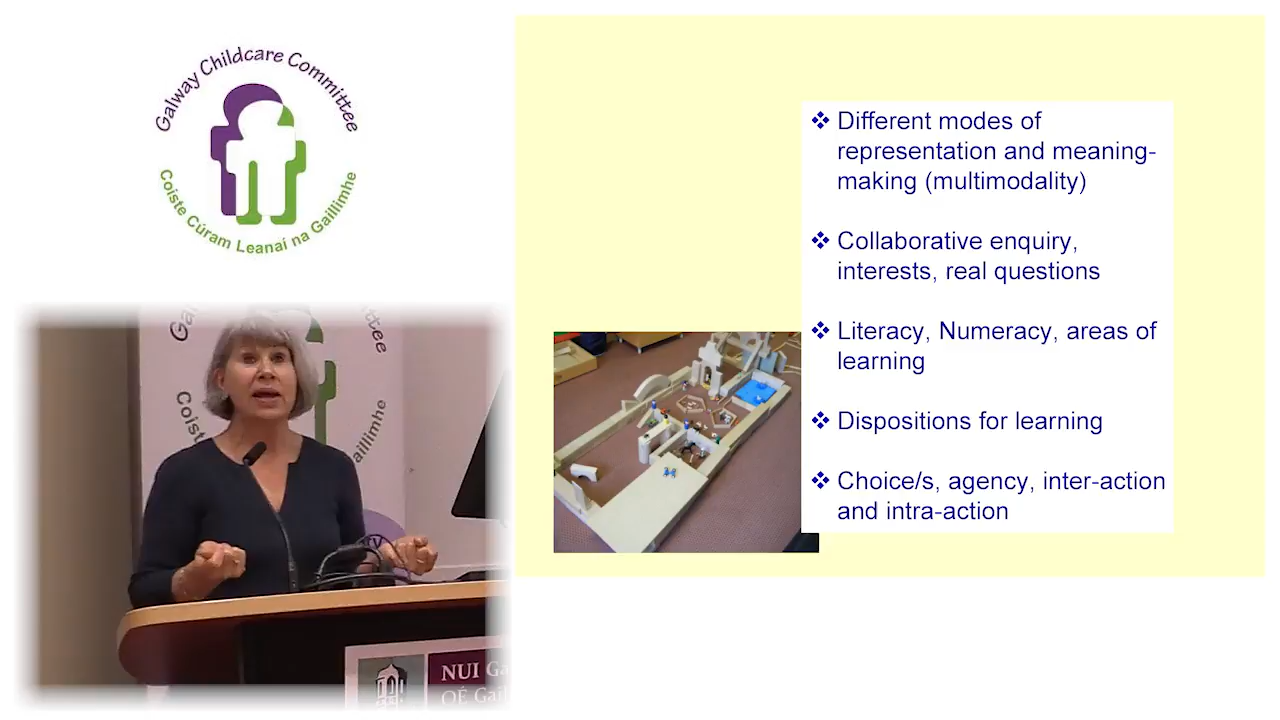 Galway Childcare Committee
Coiste Cúram Leanaí na Gaillimhe
❖ Different modes of
representation and meaning-
making (multimodality)
❖ Collaborative enquiry,
interests, real questions
❖ Literacy, Numeracy, areas of
learning
❖ Dispositions for learning
❖ Choice/s, agency, inter-action
and intra-action
NUI Ga
OÉ Gail